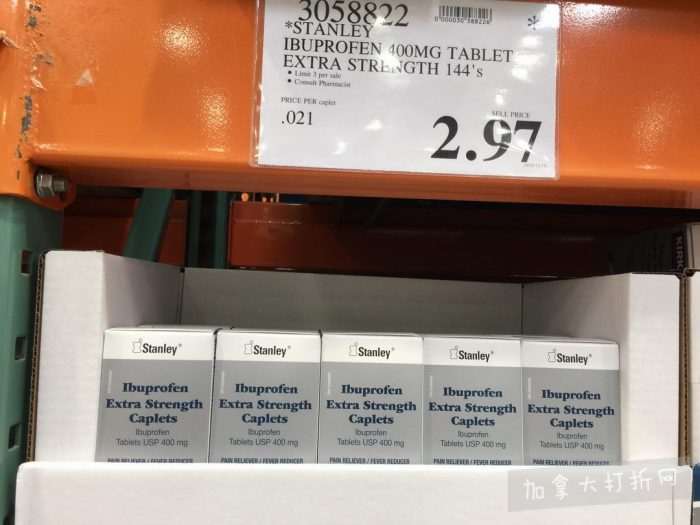 3058822
*STANLEY
IBUPROFEN 400MG TABLET
EXTRA STRENGTH 144's
• Limit 3 per sale
• Consult Pharmacist
PRICE PER caplet
.021
SELL PRICE
2.97
KIRK
Stanley®
Ibuprofen
Extra Strength
Caplets
Ibuprofen
Tablets USP 400 mg
PAIN RELIEVER / FEVER REDUCER
Stanley®
Ibuprofen
Extra Strength
Caplets
Ibuprofen
Tablets USP 400 mg
PAIN RELIEVER / FEVER REDUCER
Stanley®
Ibuprofen
Extra Strength
Caplets
Ibuprofen
Tablets USP 400 mg
PAIN RELIEVER / FEVER REDUCER
Stanley®
Ibuprofen
Extra Strength
Caplets
Ibuprofen
Tablets USP 400 mg
PAIN RELIEVER / FEVER REDUCER
Stanley®
Ibuprofen
Extra Strength
Caplets
Ibuprofen
Tablets USP 400 mg
PAIN RELIEVER / FEVER REDUCER
加拿大打折网